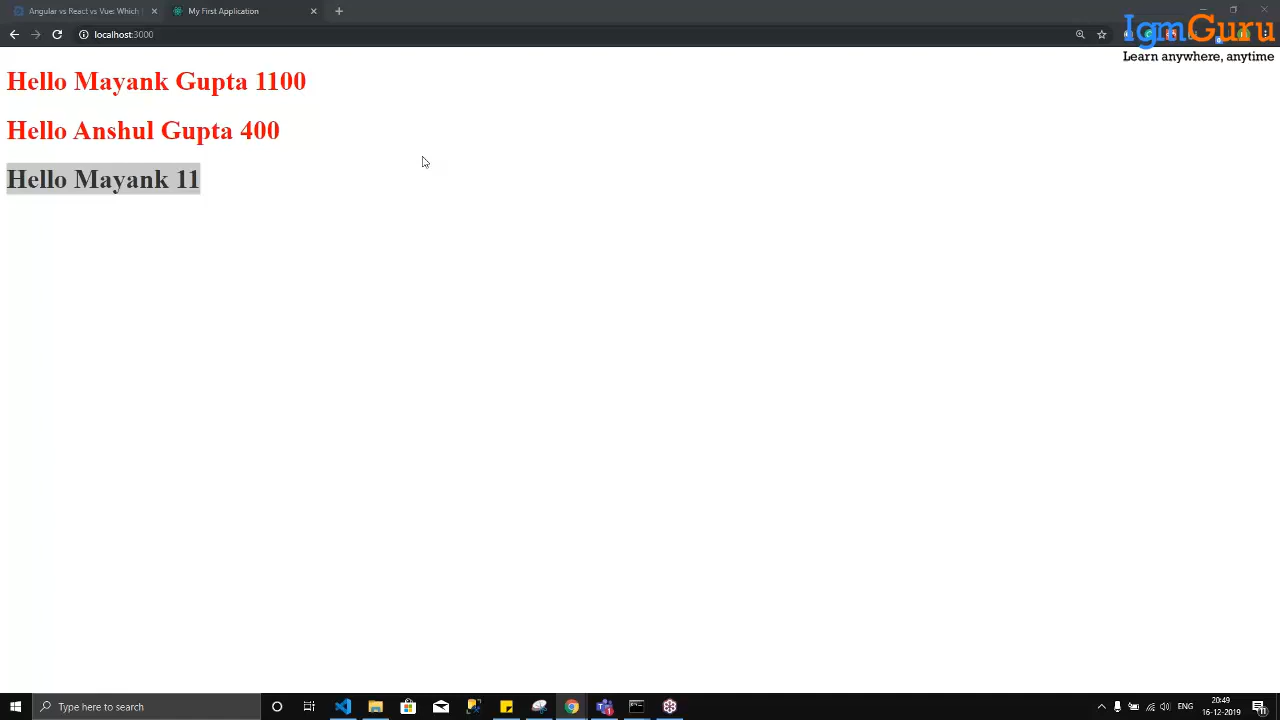 Angular vs React vs Vue: Which
My First Application
localhost:3000
IgmGuru
Learn anywhere, anytime
Hello Mayank Gupta 1100
Hello Anshul Gupta 400
Hello Mayank 11
Type here to search
ENG
20:49
16-12-2019